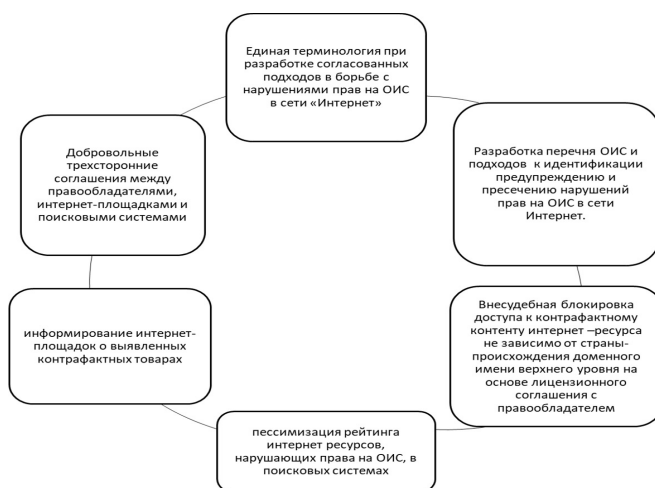 Единая терминология при
разработке согласованных
подходов в борьбе с
нарушениями прав на ОИС
в сети «Интернет»
Разработка перечня ОИС и
подходов к идентификации
предупреждению и
пресечению нарушений
прав на ОИС в сети
Интернет.
Внесудебная блокировка
доступа к контрафактному
контенту интернет –ресурса
не зависимо от страны-
происхождения доменного
имени верхнего уровня на
основе лицензионного
соглашения с
правообладателем
пессимизация рейтинга
интернет ресурсов,
нарушающих права на ОИС, в
поисковых системах
информирование интернет-
площадок о выявленных
контрафактных товарах
Добровольные
трехсторонние
соглашения между
правообладателями,
интернет-площадками и
поисковыми системами